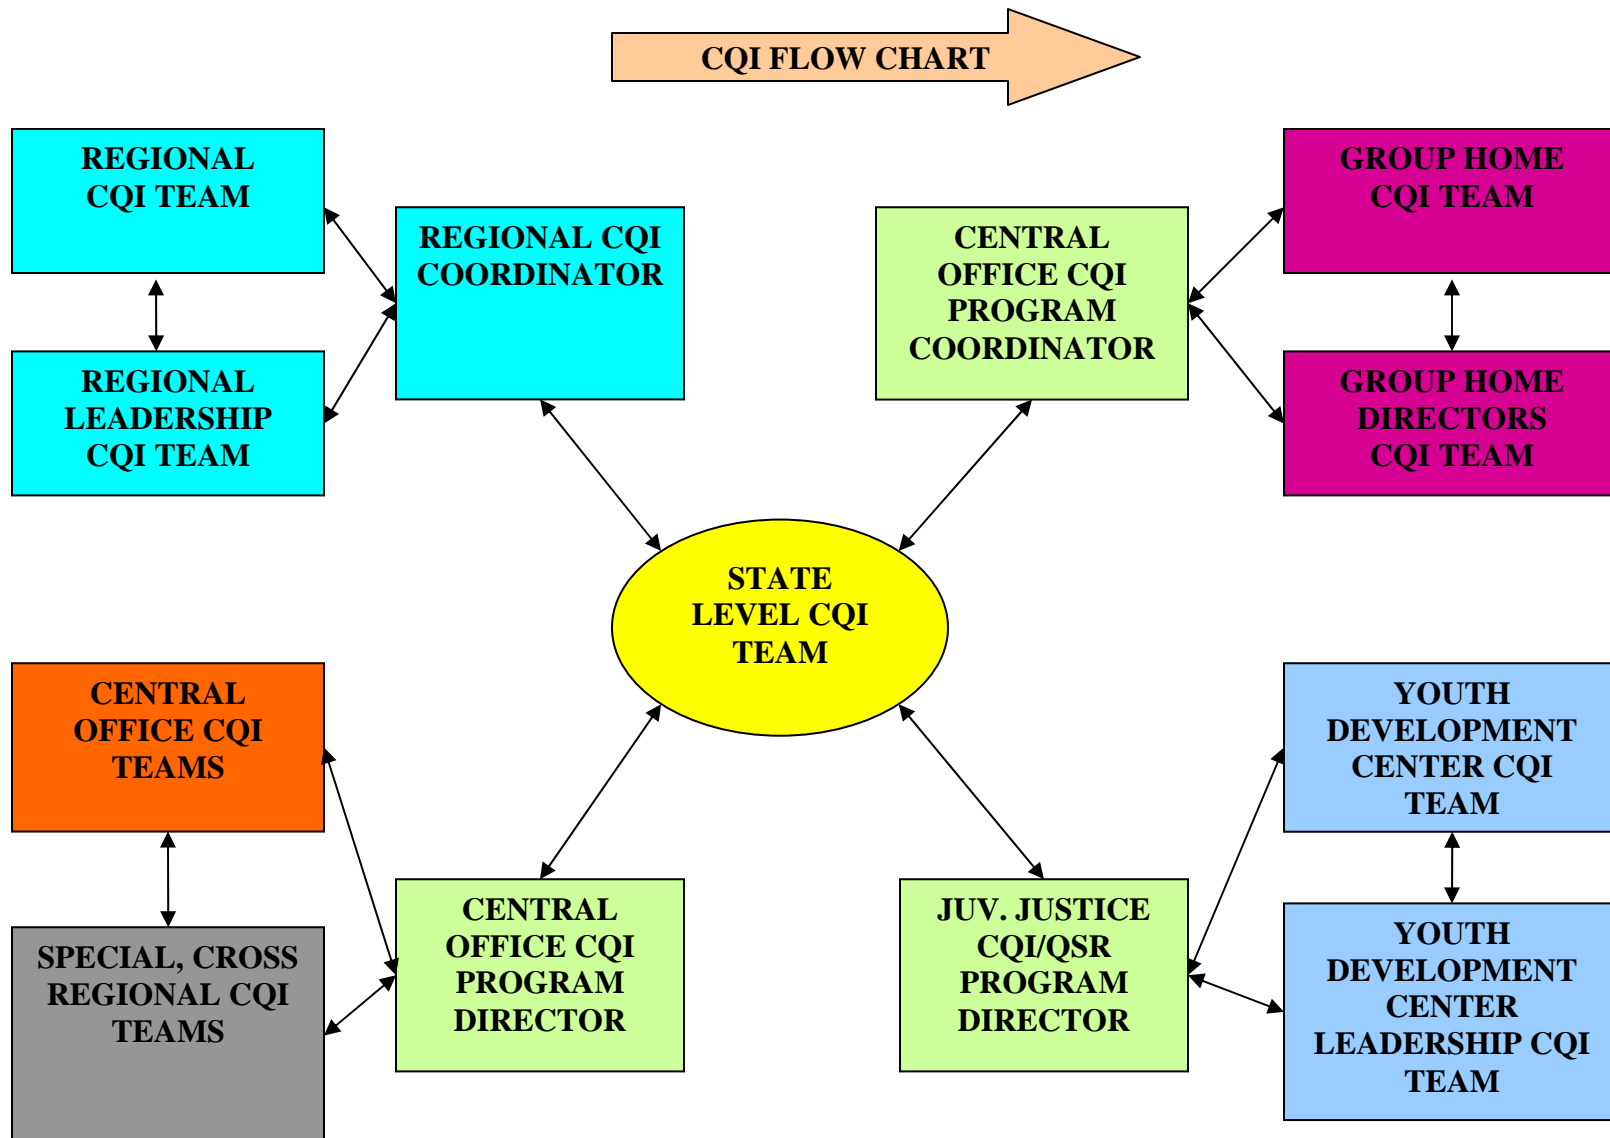 CQI FLOW CHART
REGIONAL
CQI TEAM
REGIONAL CQI
COORDINATOR
REGIONAL
LEADERSHIP
CQI TEAM
CENTRAL
OFFICE CQI
PROGRAM
COORDINATOR
GROUP HOME
CQI TEAM
GROUP HOME
DIRECTORS
CQI TEAM
STATE
LEVEL CQI
TEAM
CENTRAL
OFFICE CQI
TEAMS
SPECIAL, CROSS
REGIONAL CQI
TEAMS
CENTRAL
OFFICE CQI
PROGRAM
DIRECTOR
JUV. JUSTICE
CQI/QSR
PROGRAM
DIRECTOR
YOUTH
DEVELOPMENT
CENTER CQI
TEAM
YOUTH
DEVELOPMENT
CENTER
LEADERSHIP CQI
TEAM